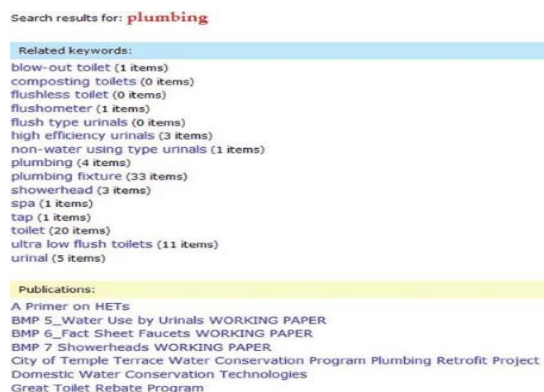 Search results for: plumbing
Related keywords:
blow-out toilet (1 items)
composting toilets (0 items)
flushless toilet (0 items)
flushometer (1 items)
flush type urinals (0 items)
high efficiency urinals (3 items)
non-water using type urinals (1 items)
plumbing (4 items)
plumbing fixture (33 items)
showerhead (3 items)
spa (1 items)
tap (1 items)
toilet (20 items)
ultra low flush toilets (11 items)
urinal (5 items)
Publications:
A Primer on HETs
BMP 5_Water Use by Urinals WORKING PAPER
BMP 6_Fact Sheet Faucets WORKING PAPER
BMP 7 Showerheads WORKING PAPER
City of Temple Terrace Water Conservation Program Plumbing Retrofit Project
Domestic Water Conservation Technologies
Great Toilet Rebate Program